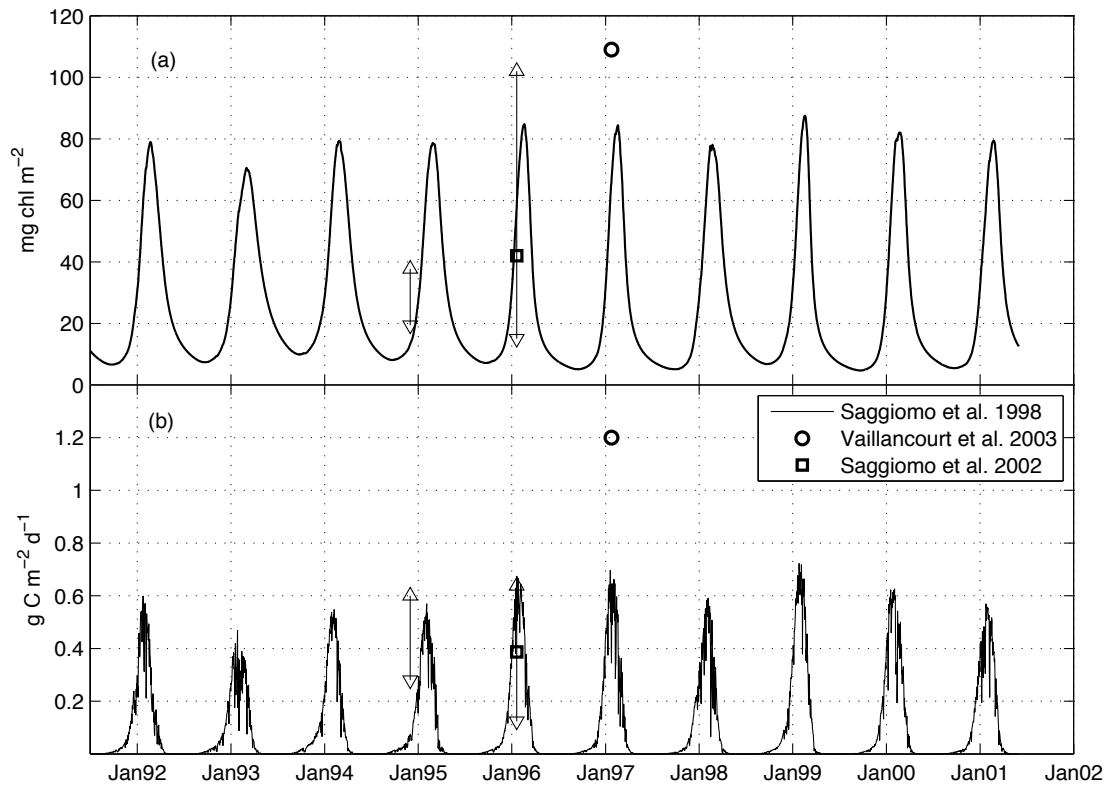 120
(a)
100
80
60
40
20
0
mg chl m⁻²
(b)
1.2
1
0.8
0.6
0.4
0.2
g C m⁻² d⁻¹
Saggiomo et al. 1998
Vaillancourt et al. 2003
Saggiomo et al. 2002
Jan92 Jan93 Jan94 Jan95 Jan96 Jan97 Jan98 Jan99 Jan00 Jan01 Jan02